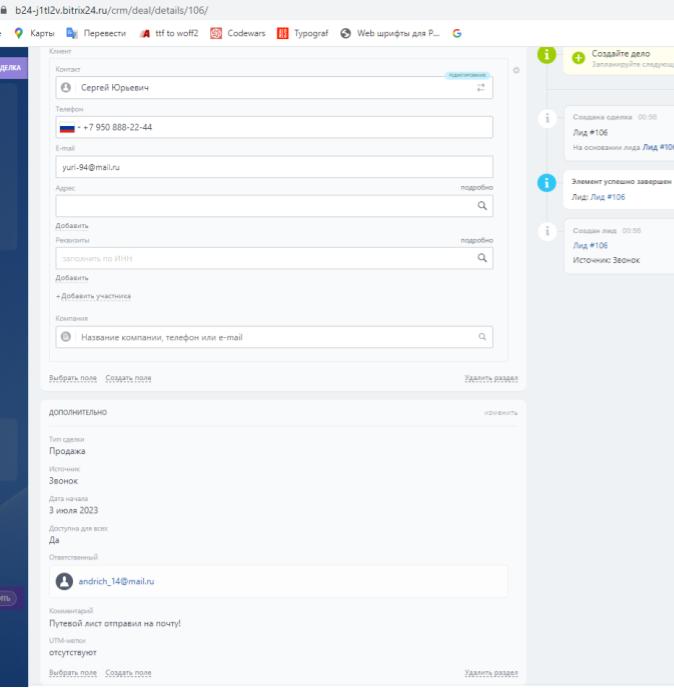 b24-j1tl2v.bitrix24.ru/crm/deal/details/106/
Карты Перевести ttf to woff2 Codewars Typograf Web шрифты для P...
ДЕЛКА
Клиент
Контакт
РЕДАКТИРОВАНИЕ
Сергей Юрьевич
Телефон
+7 950 888-22-44
E-mail
yuri-94@mail.ru
Адрес подробно
Добавить
Реквизиты подробно
заполнить по ИНН
Добавить
+ Добавить участника
Компания
Название компании, телефон или e-mail
Выбрать поле Создать поле Удалить раздел
ДОПОЛНИТЕЛЬНО ИЗМЕНИТЬ
Тип сделки
Продажа
Источник
Звонок
Дата начала
3 июля 2023
Доступна для всех
Да
Ответственный
andrich_14@mail.ru
Комментарий
Путевой лист отправил на почту!
UTM-метки
отсутствуют
Выбрать поле Создать поле Удалить раздел
ИТЬ
Создайте дело
Запланируйте следующ
Создана сделка 00:56
Лид #106
На основании лида Лид #106
Элемент успешно завершен
Лид: Лид #106
Создан лид 00:56
Лид #106
Источник: Звонок